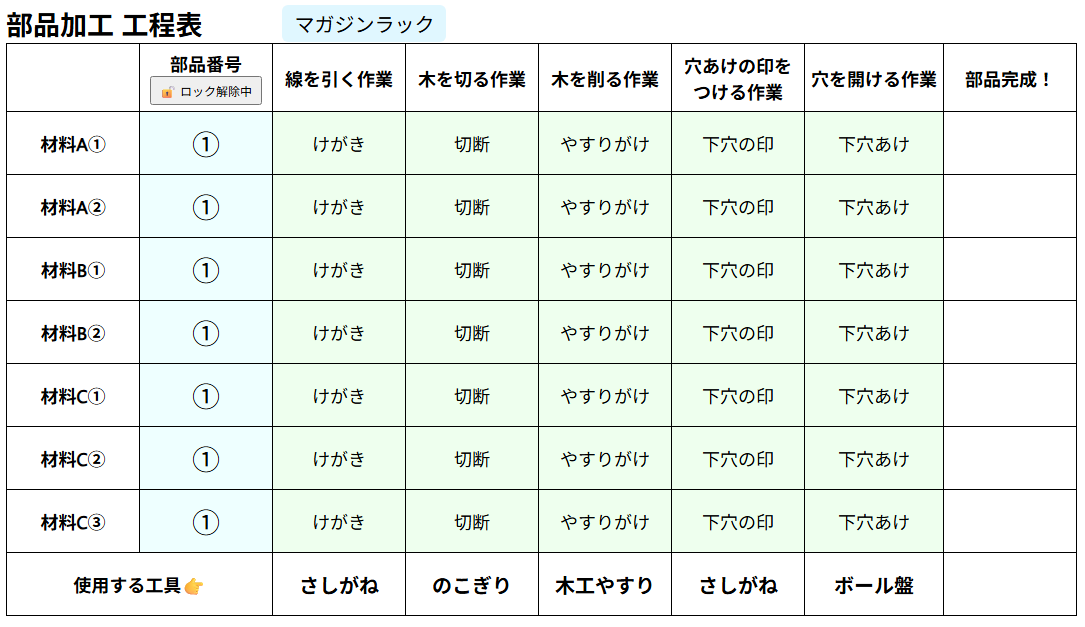 部品加工 工程表 マガジンラック
部品番号 線を引く作業 木を切る作業 木を削る作業 穴あけの印を つける作業 穴を開ける作業 部品完成！
🔓 ロック解除中
材料A① ① けがき 切断 やすりがけ 下穴の印 下穴あけ
材料A② ① けがき 切断 やすりがけ 下穴の印 下穴あけ
材料B① ① けがき 切断 やすりがけ 下穴の印 下穴あけ
材料B② ① けがき 切断 やすりがけ 下穴の印 下穴あけ
材料C① ① けがき 切断 やすりがけ 下穴の印 下穴あけ
材料C② ① けがき 切断 やすりがけ 下穴の印 下穴あけ
材料C③ ① けがき 切断 やすりがけ 下穴の印 下穴あけ
使用する工具👉 さしがね のこぎり 木工やすり さしがね ボール盤